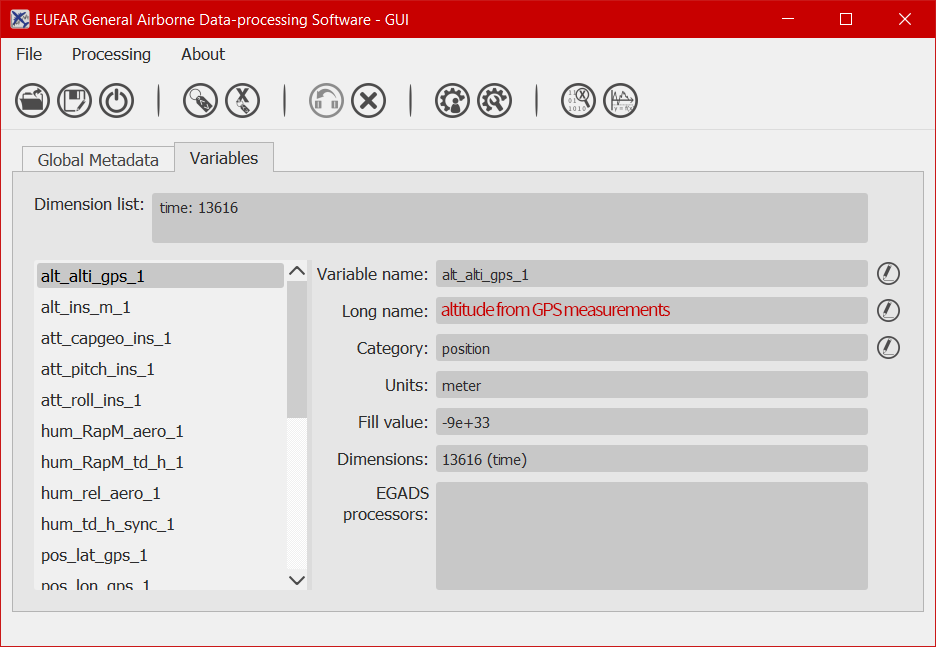 EUFAR General Airborne Data-processing Software - GUI
File Processing About
Global Metadata Variables
Dimension list: time: 13616
alt_alti_gps_1
alt_ins_m_1
att_capgeo_ins_1
att_pitch_ins_1
att_roll_ins_1
hum_RapM_aero_1
hum_RapM_td_h_1
hum_rel_aero_1
hum_td_h_sync_1
pos_lat_gps_1
pos_lon_gps_1
Variable name: alt_alti_gps_1
Long name: altitude from GPS measurements
Category: position
Units: meter
Fill value: -9e+33
Dimensions: 13616 (time)
EGADS
processors: